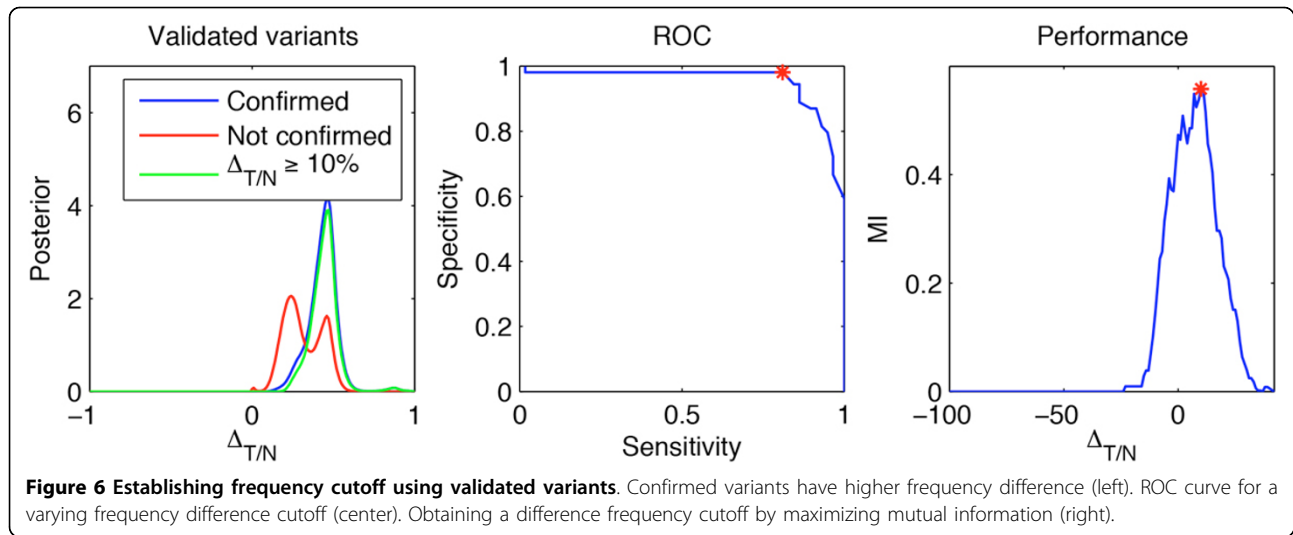 Validated variants
Confirmed
Not confirmed
Δ_T/N ≥ 10%
Posterior
0
2
4
6
−1
0
1
Δ_T/N
ROC
Specificity
0
0.2
0.4
0.6
0.8
1
0
0.5
1
Sensitivity
Performance
MI
0
0.2
0.4
−100
−50
0
Δ_T/N
Figure 6 Establishing frequency cutoff using validated variants. Confirmed variants have higher frequency difference (left). ROC curve for a
varying frequency difference cutoff (center). Obtaining a difference frequency cutoff by maximizing mutual information (right).